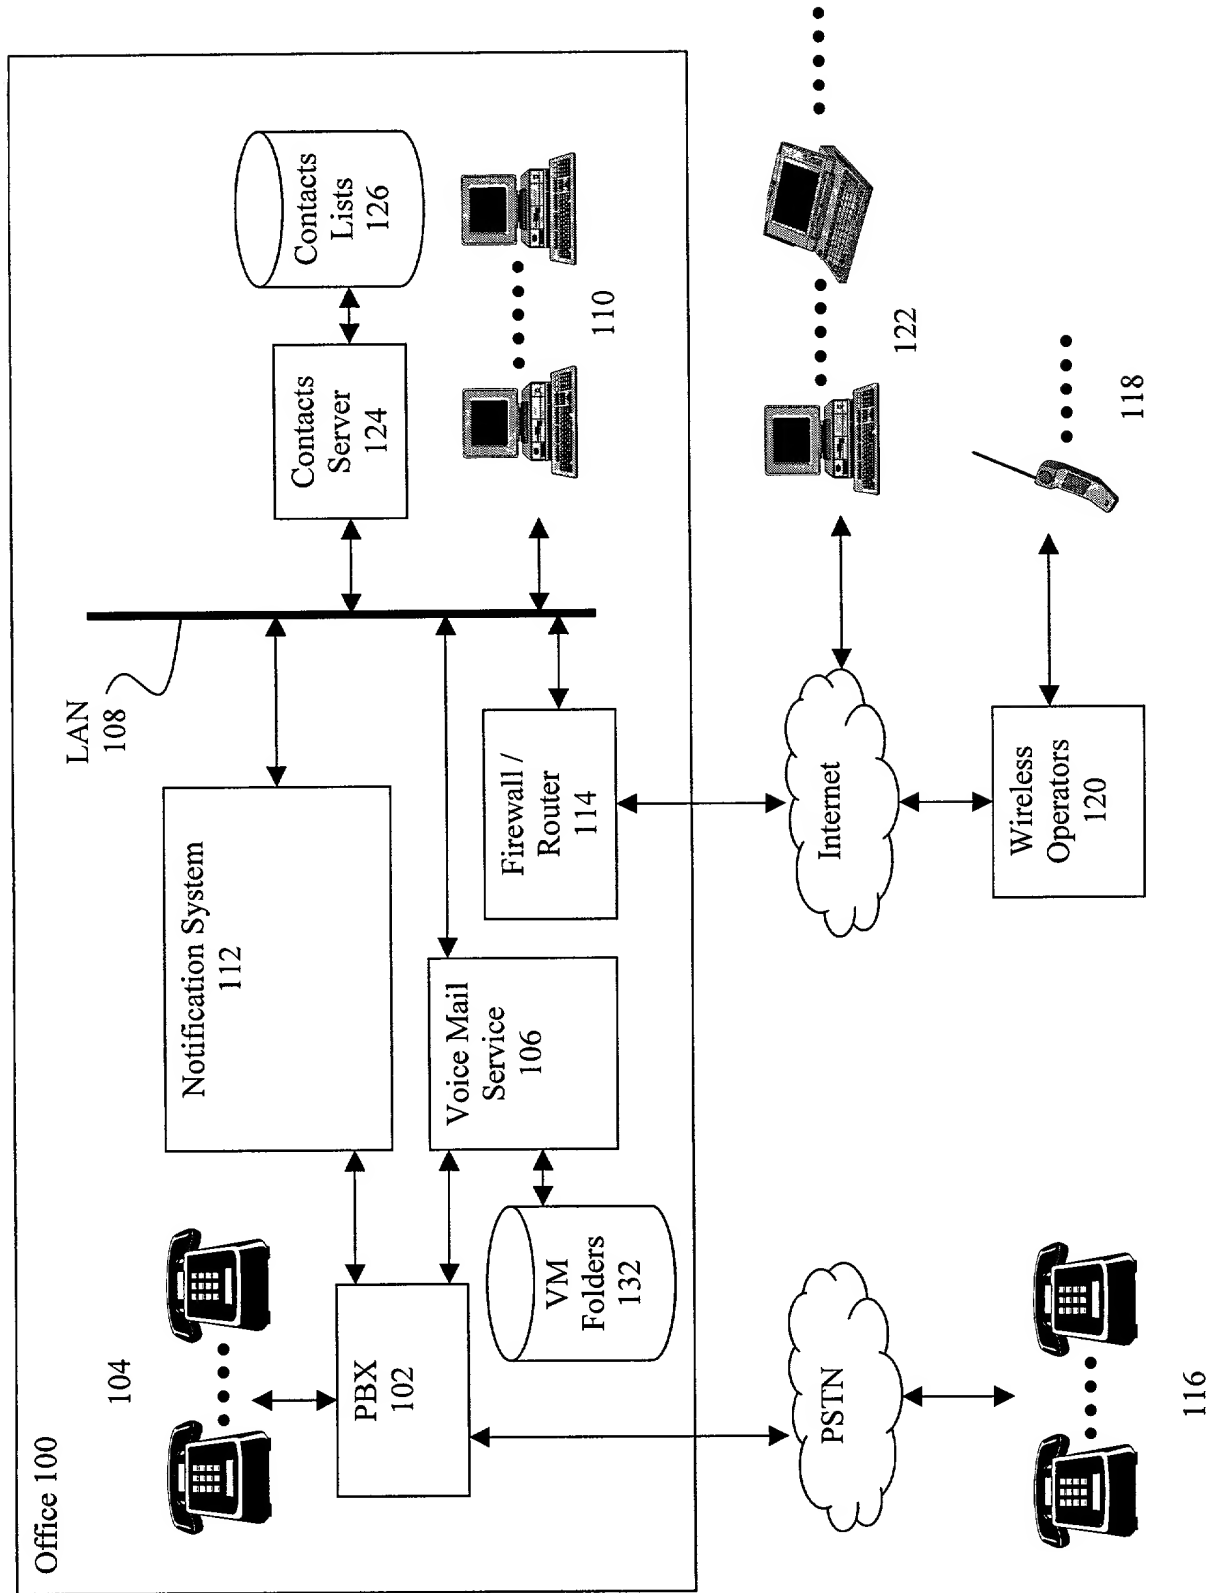 Office 100
104
PBX
102
VM
Folders
132
Notification System
112
Voice Mail
Service
106
Firewall /
Router
114
LAN
108
Contacts
Server
124
Contacts
Lists
126
110
PSTN
116
Internet
Wireless
Operators
120
122
118